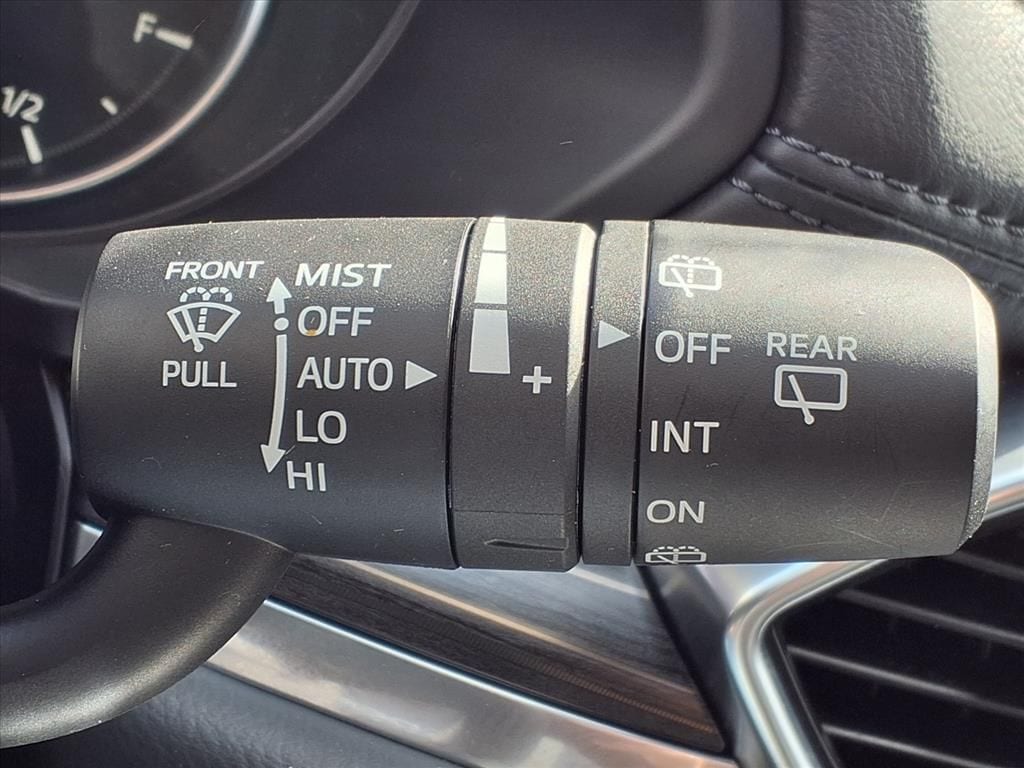 F
1/2
FRONT
PULL
MIST
OFF
AUTO
LO
HI
+
OFF
INT
ON
REAR